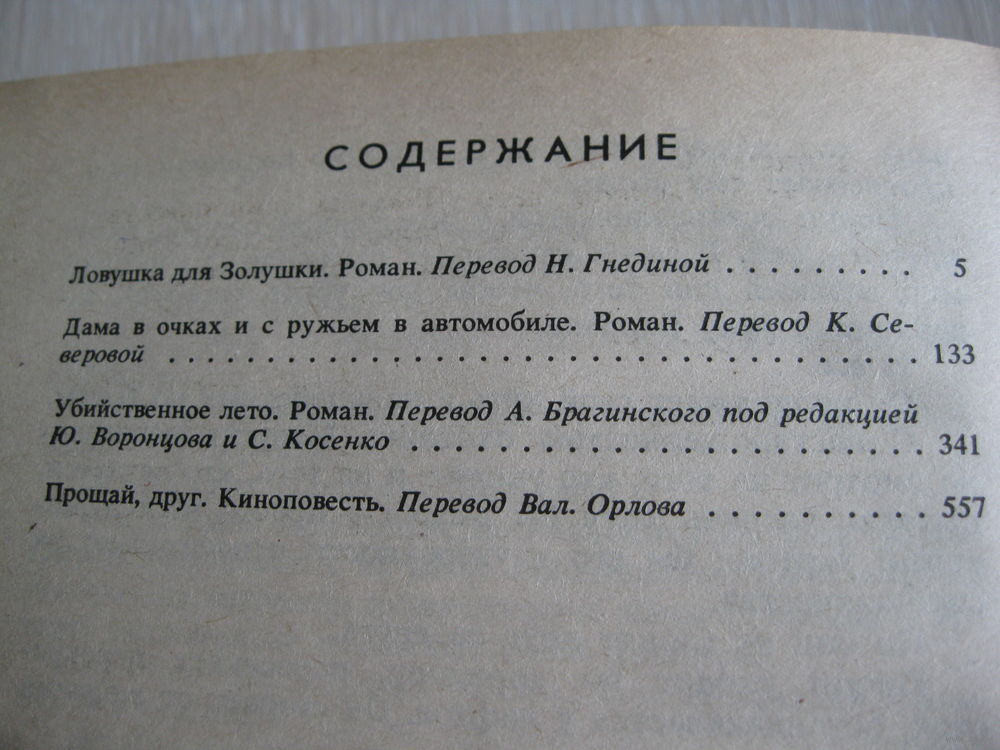 СОДЕРЖАНИЕ
Ловушка для Золушки. Роман. Перевод Н. Гнединой . . . . . . . . . . 5
Дама в очках и с ружьем в автомобиле. Роман. Перевод К. Се-
веровой . . . . . . . . . . . . . . . . . . . . . . . . . . . . . . . . . . . 133
Убийственное лето. Роман. Перевод А. Брагинского под редакцией
Ю. Воронцова и С. Косенко . . . . . . . . . . . . . . . . . . . . . . . . 341
Прощай, друг. Киноповесть. Перевод Вал. Орлова . . . . . . . . . . . 557